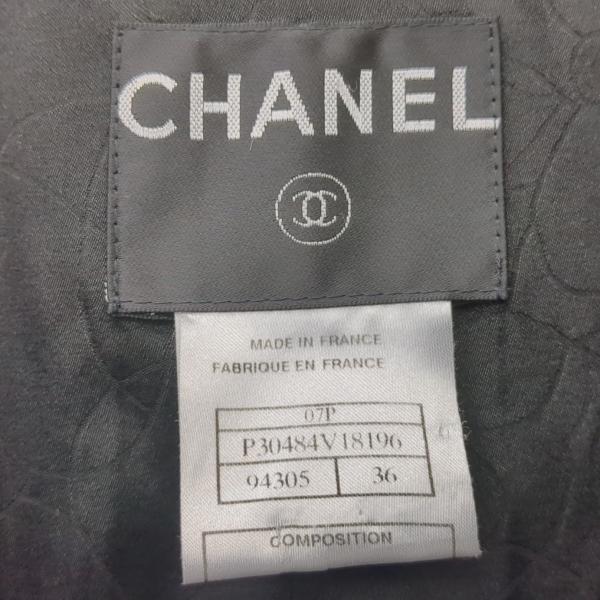 CHANEL
MADE IN FRANCE
FABRIQUE EN FRANCE
07P
P30484V18196
94305 36
COMPOSITION